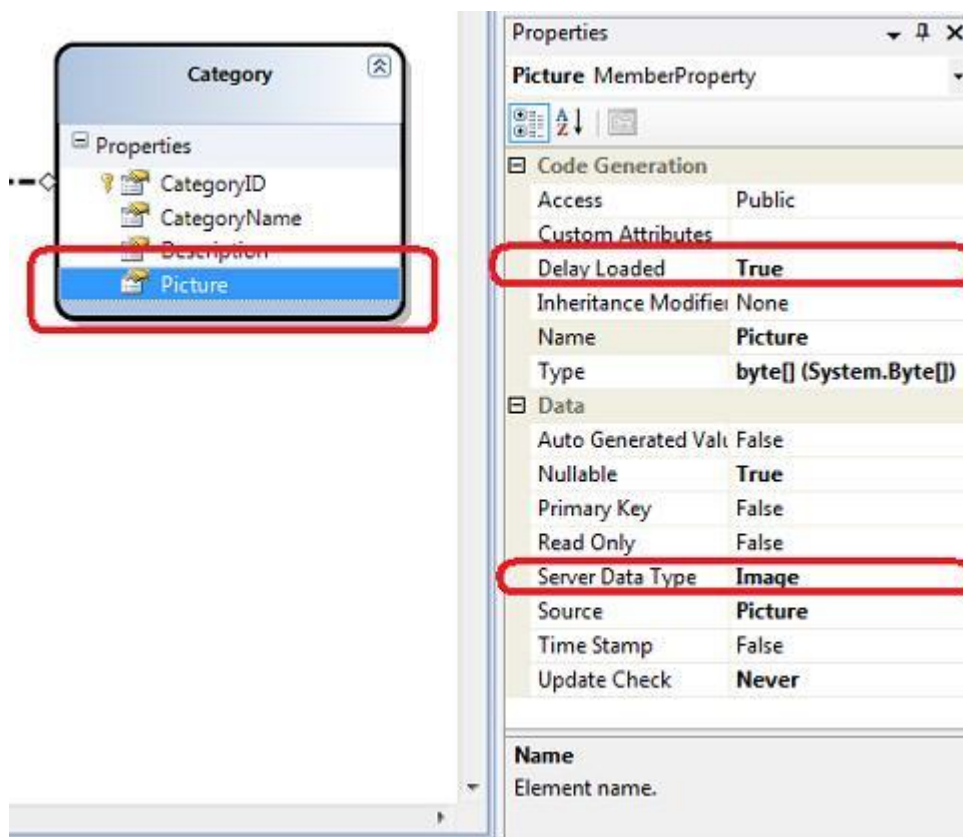 Category
Properties
CategoryID
CategoryName
Description
Picture
Properties
Picture MemberProperty
Code Generation
Access Public
Custom Attributes
Delay Loaded True
Inheritance Modifier None
Name Picture
Type byte[] (System.Byte[])
Data
Auto Generated Valu False
Nullable True
Primary Key False
Read Only False
Server Data Type Image
Source Picture
Time Stamp False
Update Check Never
Name
Element name.